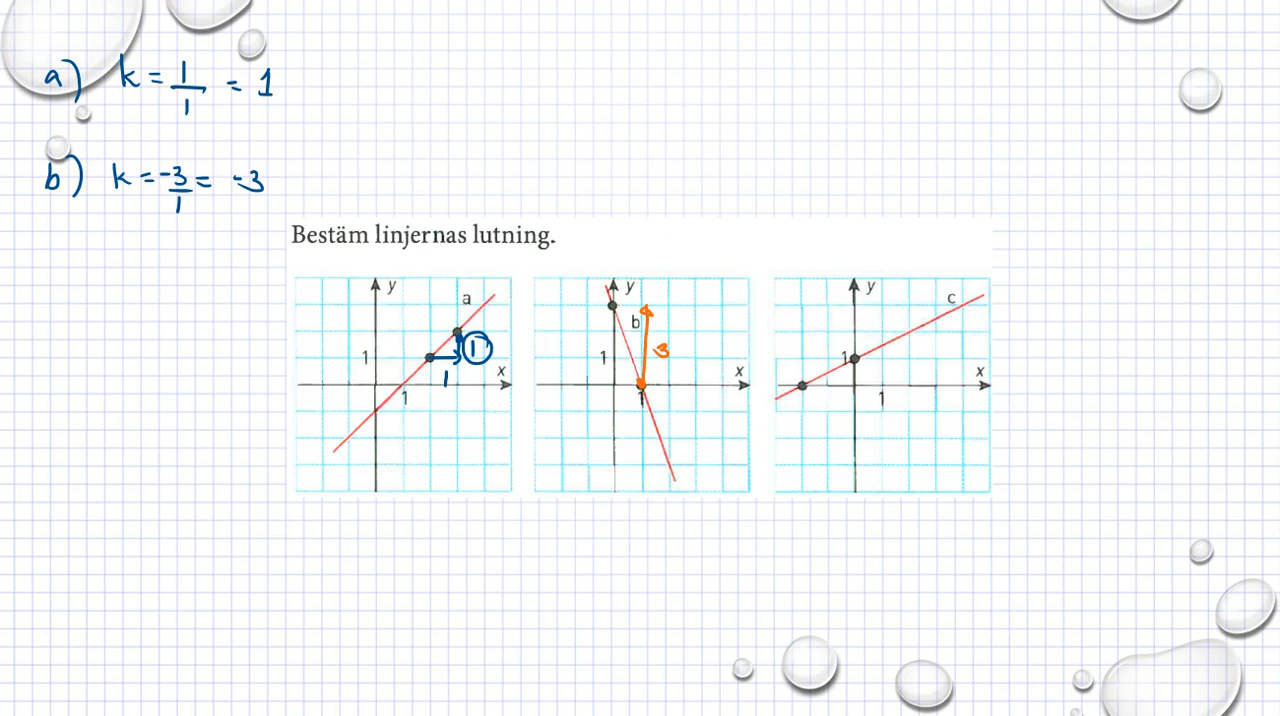 a) k = 1/1 = 1
b) k = -3/1 = -3
Bestäm linjernas lutning.
y
a
1
1
1
x
1
y
b
3
1
x
1
y
c
1
x
1